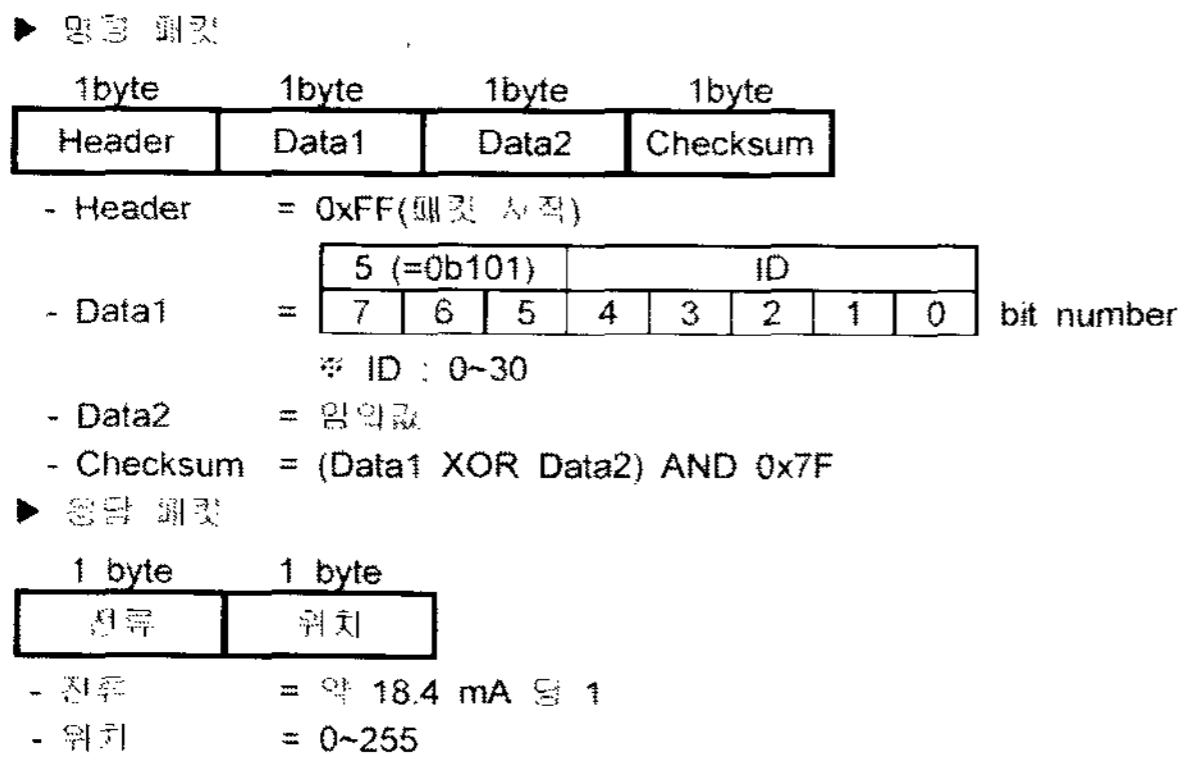 ▶ 명령 패킷
1byte 1byte 1byte 1byte
Header Data1 Data2 Checksum
- Header = 0xFF(패킷 시작)
5 (=0b101) ID
- Data1 = 7 6 5 4 3 2 1 0 bit number
※ ID : 0~30
- Data2 = 임의값
- Checksum = (Data1 XOR Data2) AND 0x7F
▶ 응답 패킷
1 byte 1 byte
전류 위치
- 전류 = 약 18.4 mA 당 1
- 위치 = 0~255